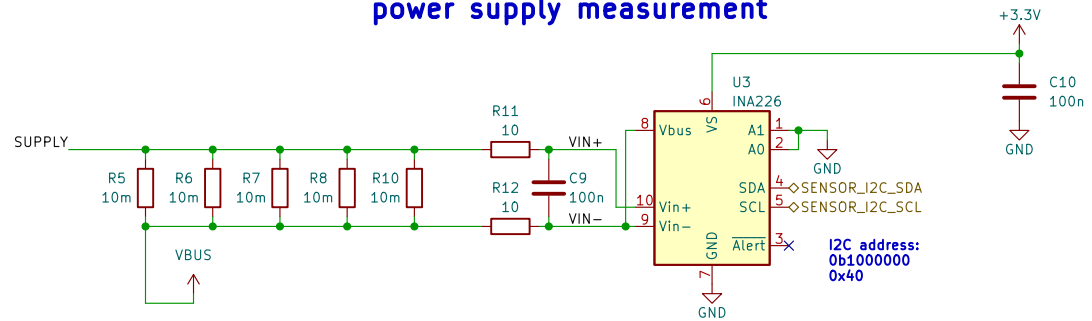 power supply measurement
+3.3V
U3
INA226
C10
100n
GND
SUPPLY
R11
10
VIN+
8
Vbus
6
VS
A1
1
A0
2
GND
R5
10m
R6
10m
R7
10m
R8
10m
R10
10m
R12
10
C9
100n
VIN-
10
Vin+
9
Vin-
SDA
4
SENSOR_I2C_SDA
SCL
5
SENSOR_I2C_SCL
GND
7
Alert
3
VBUS
I2C address:
0b1000000
0x40
GND